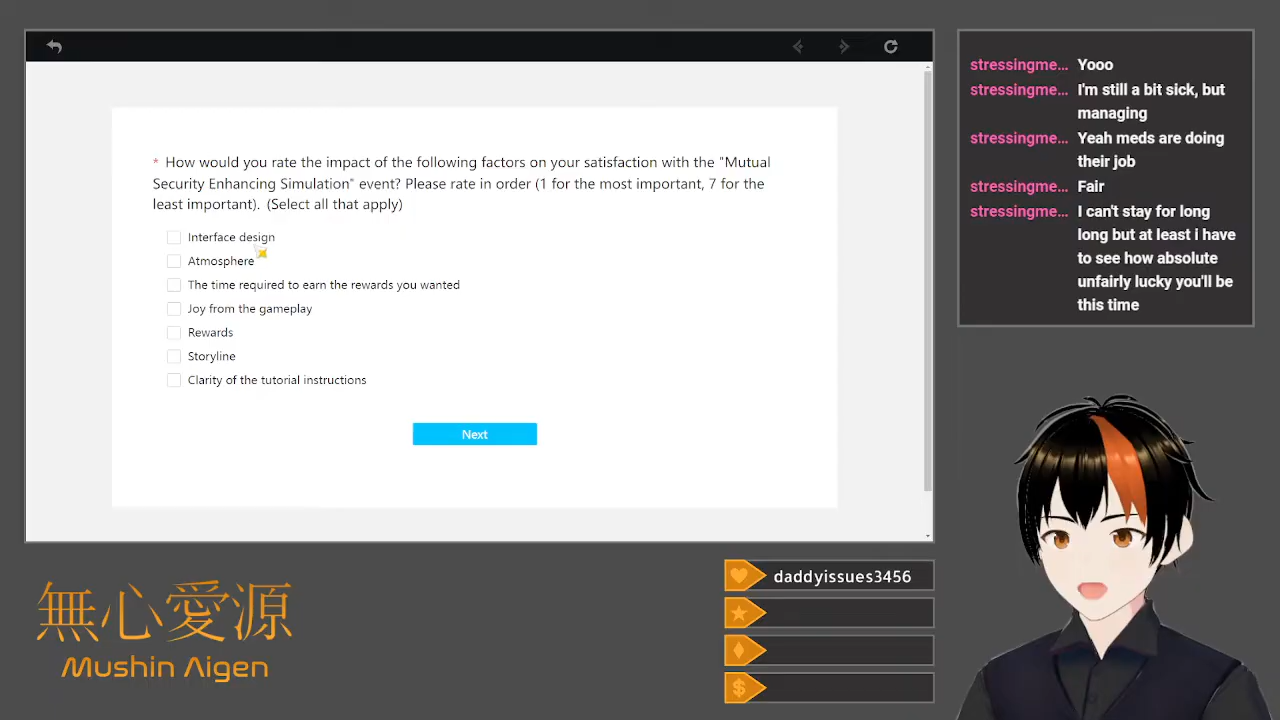 * How would you rate the impact of the following factors on your satisfaction with the "Mutual
Security Enhancing Simulation" event? Please rate in order (1 for the most important, 7 for the
least important). (Select all that apply)
Interface design
Atmosphere
The time required to earn the rewards you wanted
Joy from the gameplay
Rewards
Storyline
Clarity of the tutorial instructions
Next
stressingme... Yooo
stressingme... I'm still a bit sick, but
managing
stressingme... Yeah meds are doing
their job
stressingme... Fair
stressingme... I can't stay for long
long but at least i have
to see how absolute
unfairly lucky you'll be
this time
無心愛源
Mushin Aigen
daddyissues3456